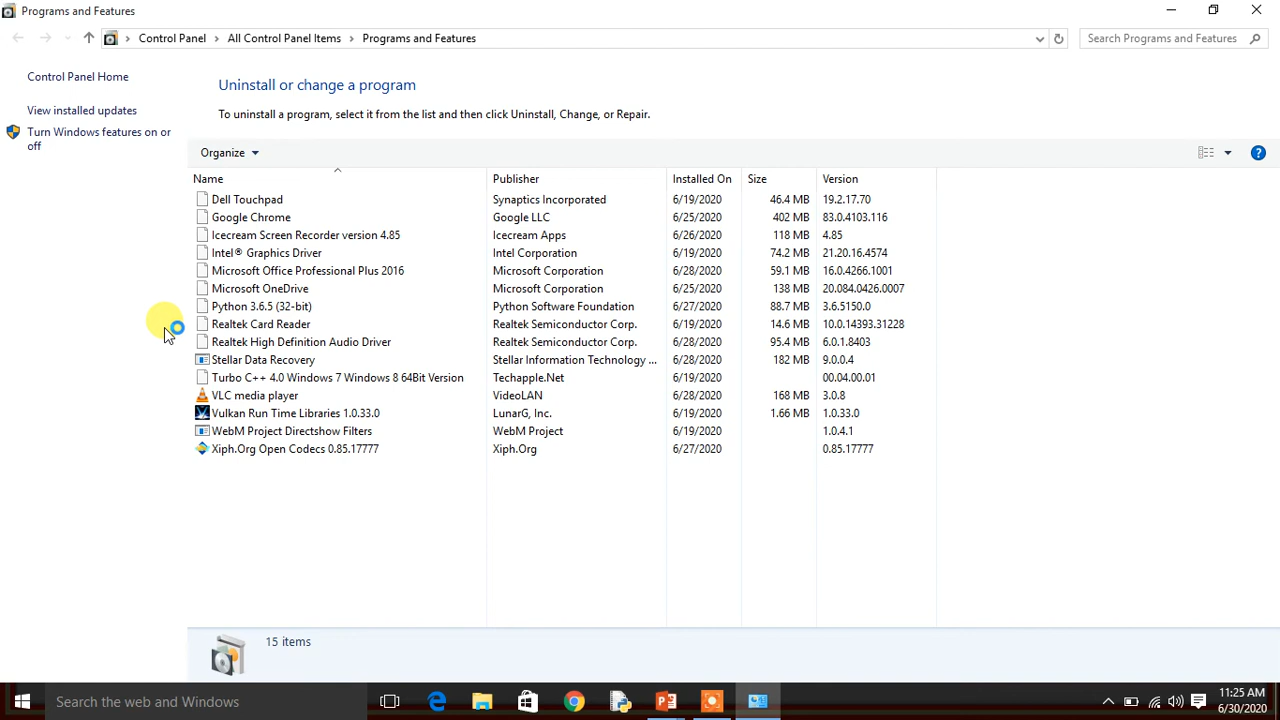 Programs and Features
Control Panel > All Control Panel Items > Programs and Features
Search Programs and Features
Control Panel Home
View installed updates
Turn Windows features on or
off
Uninstall or change a program
To uninstall a program, select it from the list and then click Uninstall, Change, or Repair.
Organize
Name Publisher Installed On Size Version
Dell Touchpad Synaptics Incorporated 6/19/2020 46.4 MB 19.2.17.70
Google Chrome Google LLC 6/25/2020 402 MB 83.0.4103.116
Icecream Screen Recorder version 4.85 Icecream Apps 6/26/2020 118 MB 4.85
Intel® Graphics Driver Intel Corporation 6/19/2020 74.2 MB 21.20.16.4574
Microsoft Office Professional Plus 2016 Microsoft Corporation 6/28/2020 59.1 MB 16.0.4266.1001
Microsoft OneDrive Microsoft Corporation 6/25/2020 138 MB 20.084.0426.0007
Python 3.6.5 (32-bit) Python Software Foundation 6/27/2020 88.7 MB 3.6.5150.0
Realtek Card Reader Realtek Semiconductor Corp. 6/19/2020 14.6 MB 10.0.14393.31228
Realtek High Definition Audio Driver Realtek Semiconductor Corp. 6/28/2020 95.4 MB 6.0.1.8403
Stellar Data Recovery Stellar Information Technology ... 6/28/2020 182 MB 9.0.0.4
Turbo C++ 4.0 Windows 7 Windows 8 64Bit Version Techapple.Net 6/19/2020 00.04.00.01
VLC media player VideoLAN 6/28/2020 168 MB 3.0.8
Vulkan Run Time Libraries 1.0.33.0 LunarG, Inc. 6/19/2020 1.66 MB 1.0.33.0
WebM Project Directshow Filters WebM Project 6/19/2020 1.0.4.1
Xiph.Org Open Codecs 0.85.17777 Xiph.Org 6/27/2020 0.85.17777
15 items
Search the web and Windows
11:25 AM
6/30/2020